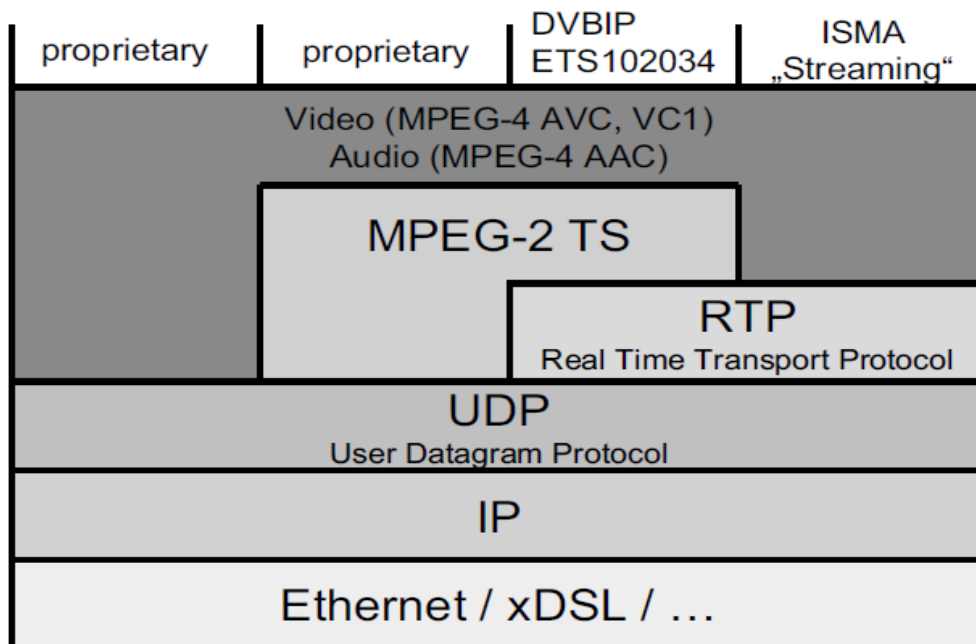 proprietary
proprietary
DVBIP
ETS102034
ISMA
„Streaming“
Video (MPEG-4 AVC, VC1)
Audio (MPEG-4 AAC)
MPEG-2 TS
RTP
Real Time Transport Protocol
UDP
User Datagram Protocol
IP
Ethernet / xDSL / ...